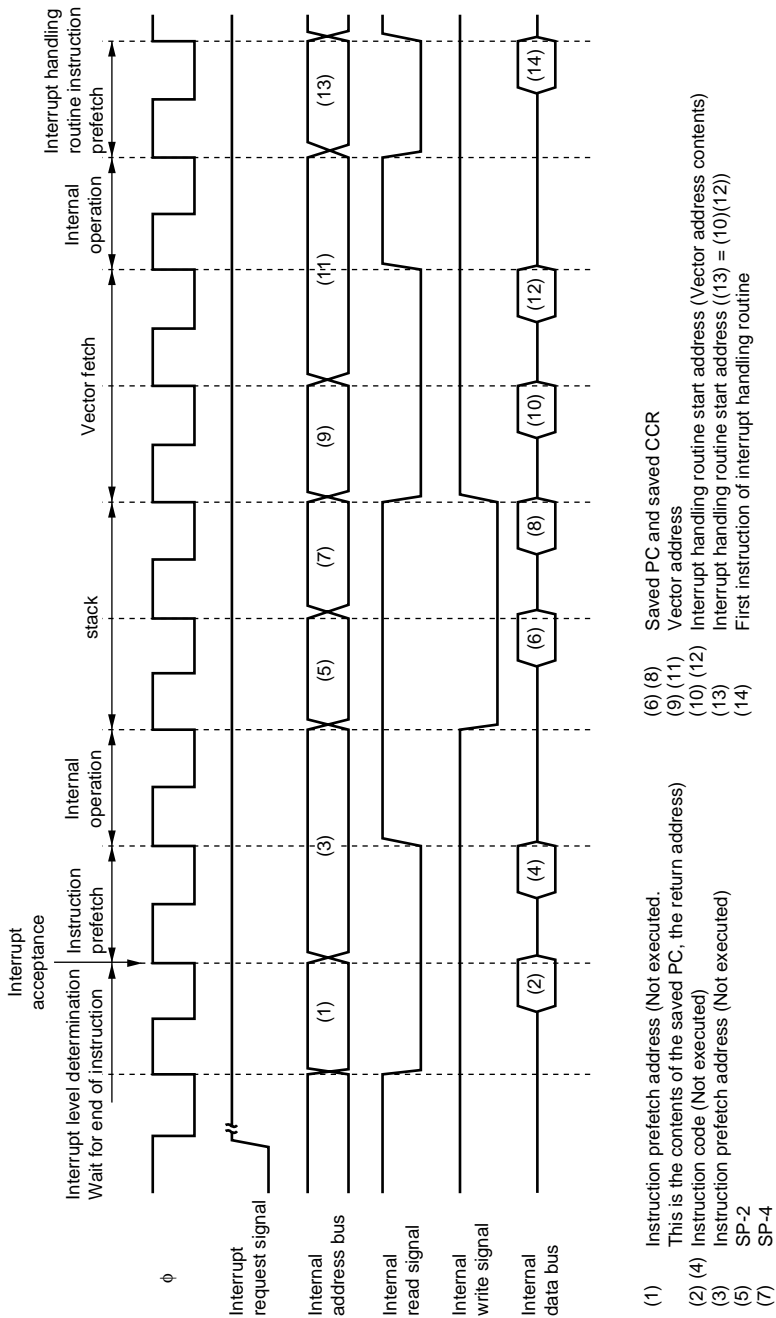 Interrupt
acceptance
Interrupt level determination
Wait for end of instruction
Instruction
prefetch
Internal
operation
stack
Vector fetch
Internal
operation
Interrupt handling
routine instruction
prefetch
ϕ
Interrupt
request signal
Internal
address bus
(1)
(3)
(5)
(7)
(9)
(11)
(13)
Internal
read signal
Internal
write signal
Internal
data bus
(2)
(4)
(6)
(8)
(10)
(12)
(14)
(1) Instruction prefetch address (Not executed.
This is the contents of the saved PC, the return address)
(2) (4) Instruction code (Not executed)
(3) Instruction prefetch address (Not executed)
(5) SP-2
(7) SP-4
(6) (8) Saved PC and saved CCR
(9) (11) Vector address
(10) (12) Interrupt handling routine start address (Vector address contents)
(13) Interrupt handling routine start address ((13) = (10)(12))
(14) First instruction of interrupt handling routine